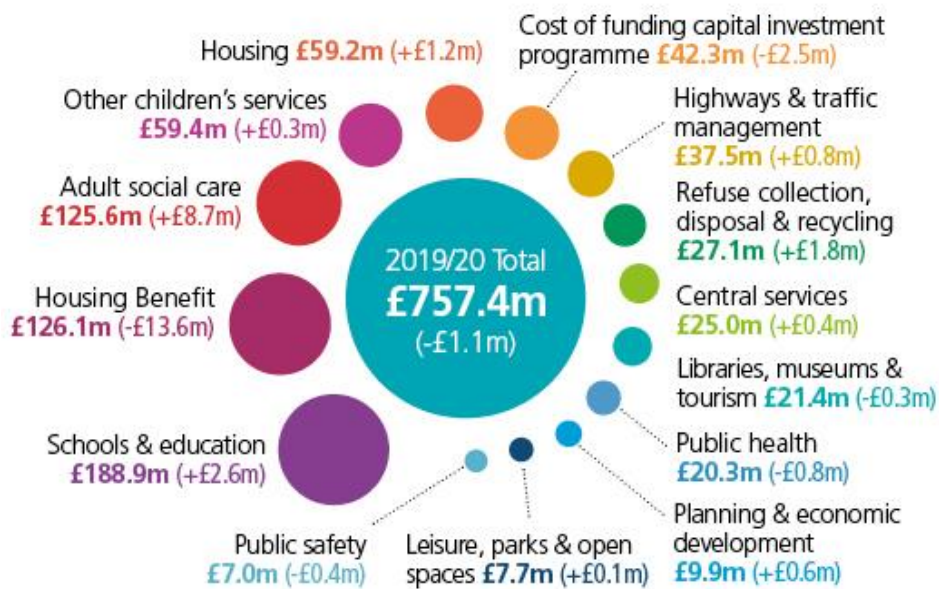 Housing £59.2m (+£1.2m)
Cost of funding capital investment
programme £42.3m (-£2.5m)
Other children's services
£59.4m (+£0.3m)
Highways & traffic
management
£37.5m (+£0.8m)
Adult social care
£125.6m (+£8.7m)
Refuse collection,
disposal & recycling
£27.1m (+£1.8m)
2019/20 Total
£757.4m
(-£1.1m)
Housing Benefit
£126.1m (-£13.6m)
Central services
£25.0m (+£0.4m)
Libraries, museums &
tourism £21.4m (-£0.3m)
Schools & education
£188.9m (+£2.6m)
Public health
£20.3m (-£0.8m)
Planning & economic
development
£9.9m (+£0.6m)
Public safety
£7.0m (-£0.4m)
Leisure, parks & open
spaces £7.7m (+£0.1m)